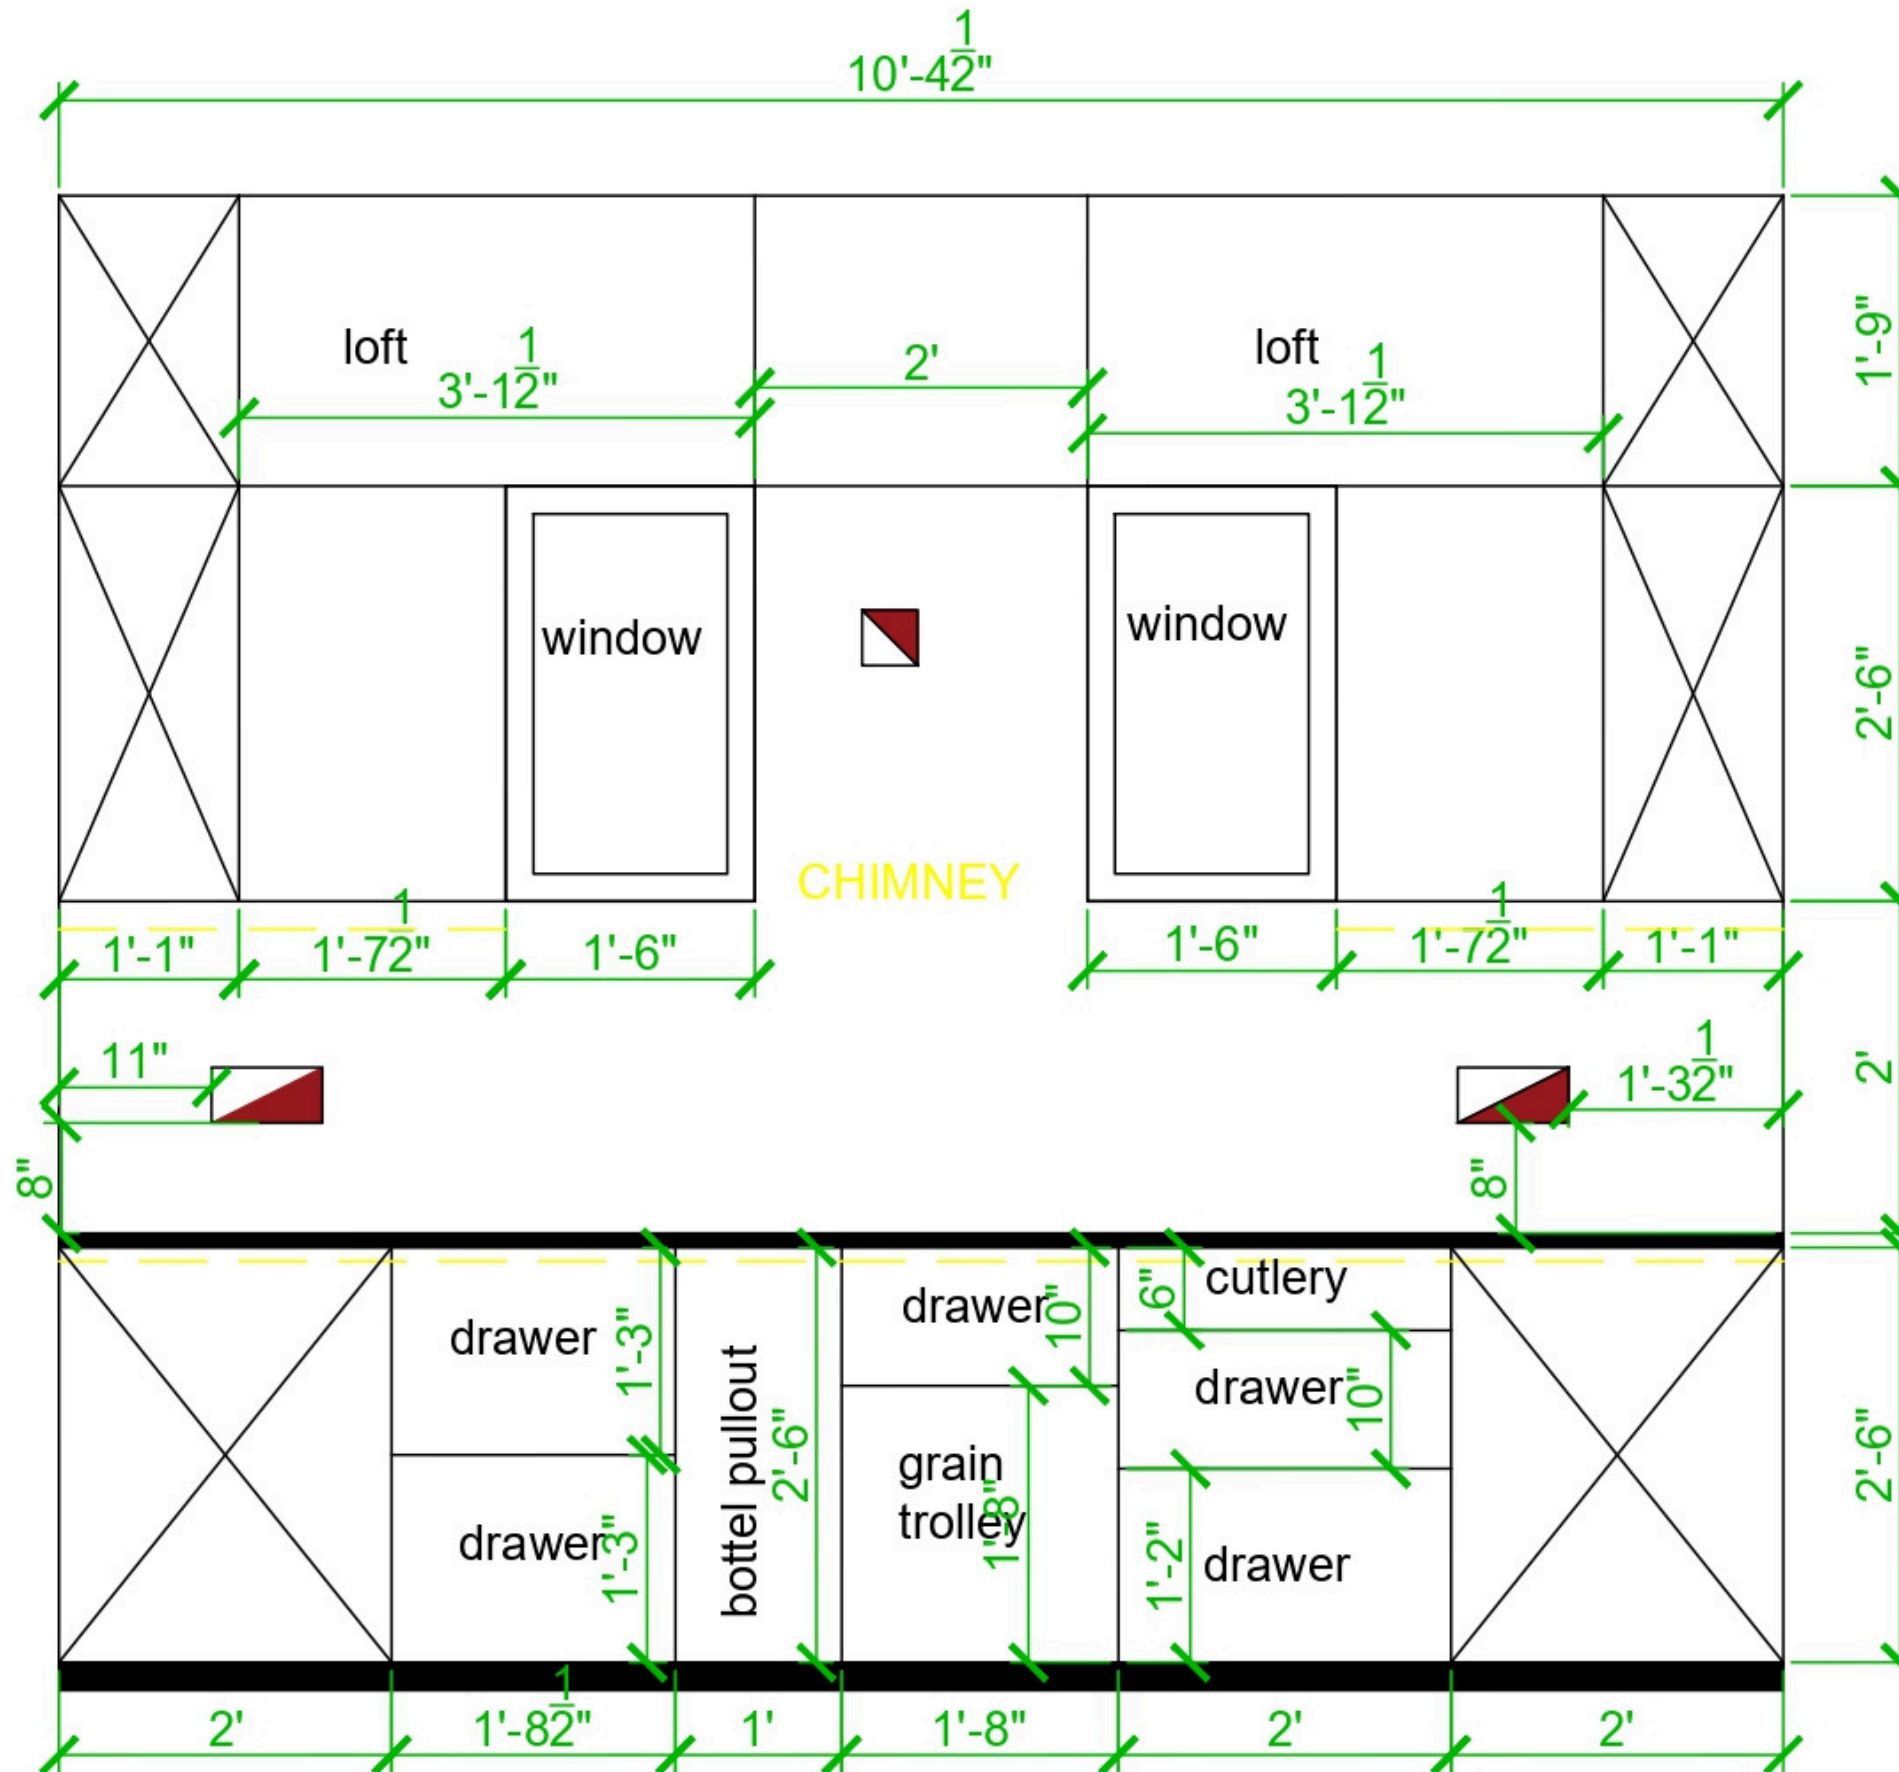 10'-4 1/2"
loft
3'-1 1/2"
2'
loft
3'-1 1/2"
1'-9"
window
window
2'-6"
CHIMNEY
1'-1"
1'-7 1/2"
1'-6"
1'-6"
1'-7 1/2"
1'-1"
11"
1'-3 1/2"
2'
8"
8"
drawer
1'-3"
drawer
1'-3"
bottel pullout
2'-6"
drawer
10"
grain
trolley
1'-8"
6"
cutlery
drawer
10"
1'-2"
drawer
2'-6"
2'
1'-8 1/2"
1'
1'-8"
2'
2'